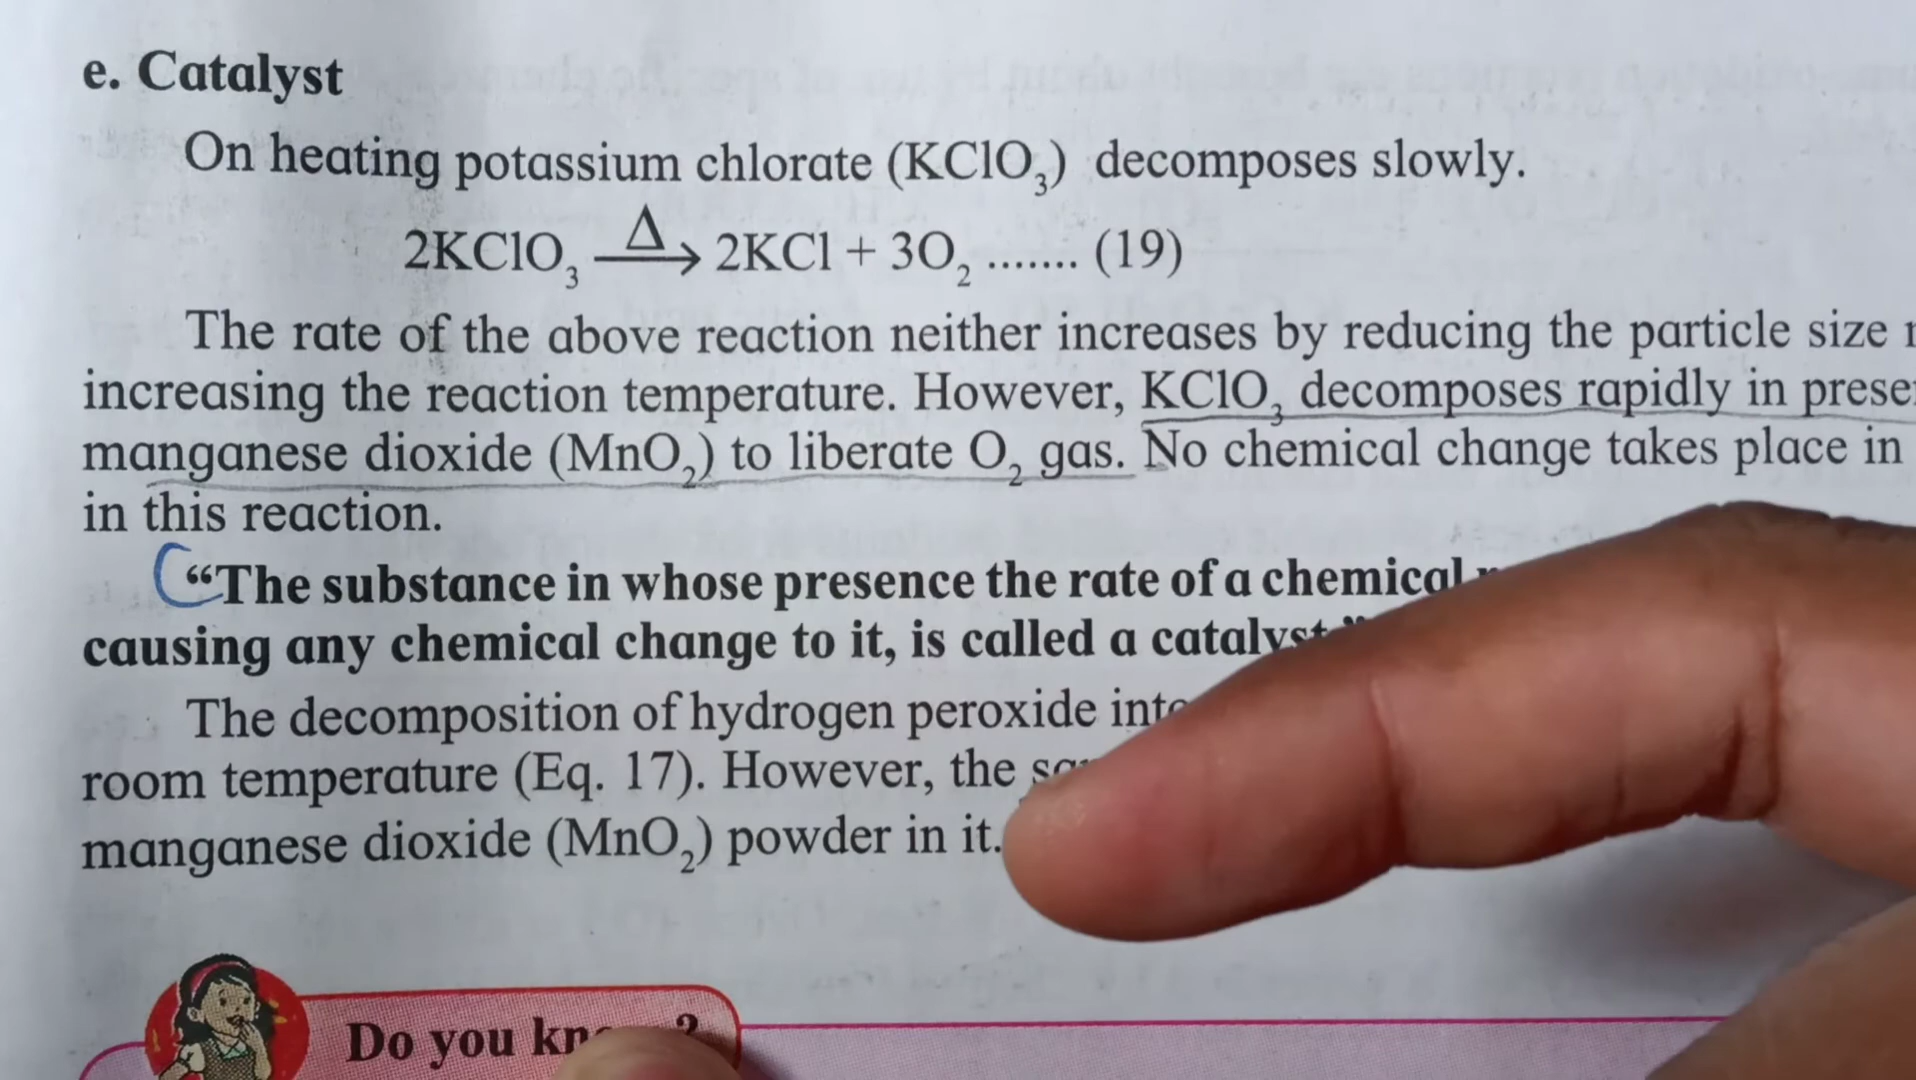 e. Catalyst
On heating potassium chlorate (KClO₃) decomposes slowly.
2KClO₃ —Δ→ 2KCl + 3O₂ ....... (19)
The rate of the above reaction neither increases by reducing the particle size
increasing the reaction temperature. However, KClO₃ decomposes rapidly in
manganese dioxide (MnO₂) to liberate O₂ gas. No chemical change takes place in
in this reaction.
“The substance in whose presence the rate of a chemical
causing any chemical change to it, is called a catalyst.”
The decomposition of hydrogen peroxide into
room temperature (Eq. 17). However, the
manganese dioxide (MnO₂) powder in it.
Do you